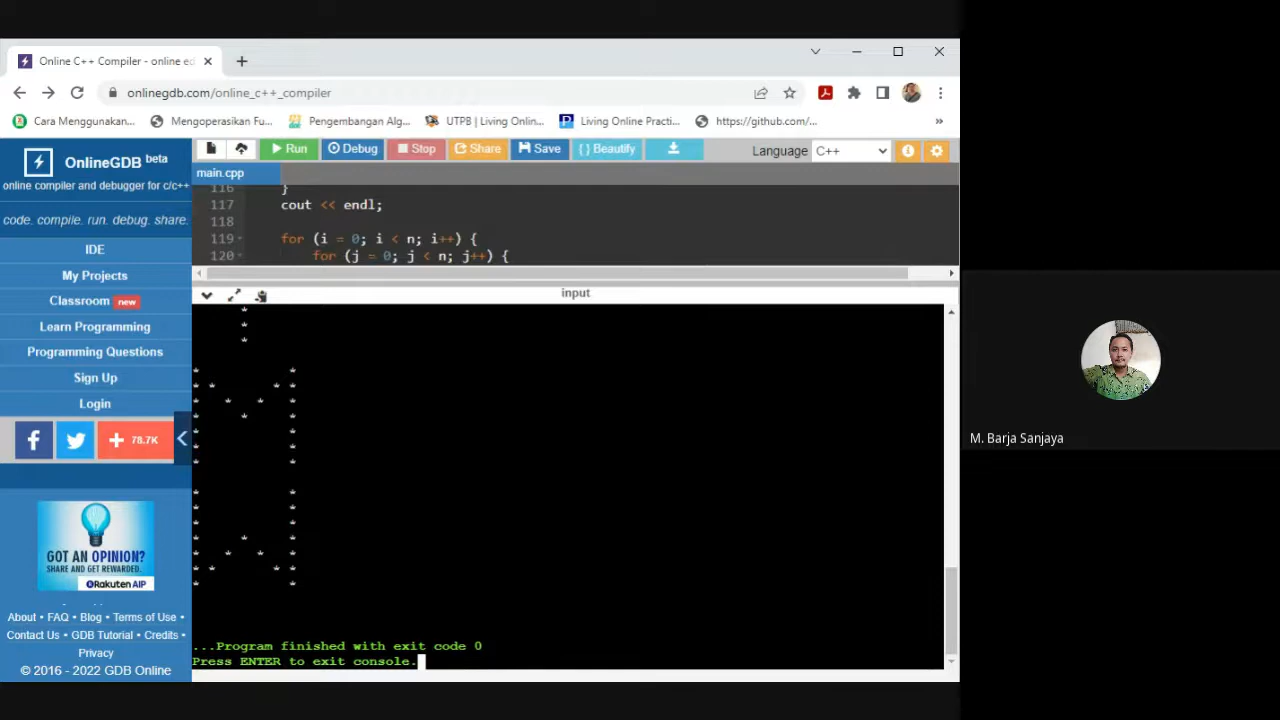 Online C++ Compiler - online ed
onlinegdb.com/online_c++_compiler
Cara Menggunakan... Mengoperasikan Fu... Pengembangan Alg... UTPB | Living Onlin... Living Online Practi... https://github.com/... »
OnlineGDB beta
online compiler and debugger for c/c++
code. compile. run. debug. share.
IDE
My Projects
Classroom new
Learn Programming
Programming Questions
Sign Up
Login
78.7K
GOT AN OPINION?
SHARE AND GET REWARDED.
Rakuten AIP
About • FAQ • Blog • Terms of Use •
Contact Us • GDB Tutorial • Credits •
Privacy
© 2016 - 2022 GDB Online
Run Debug Stop Share Save { } Beautify Language C++
main.cpp
116 }
117 cout << endl;
118
119 for (i = 0; i < n; i++) {
120 for (j = 0; j < n; j++) {
input
*
*
*
* *
* * * *
* * * *
* * *
* *
* *
* *
* *
* *
* *
* * *
* * * *
* * * *
* *
...Program finished with exit code 0
Press ENTER to exit console.
M. Barja Sanjaya